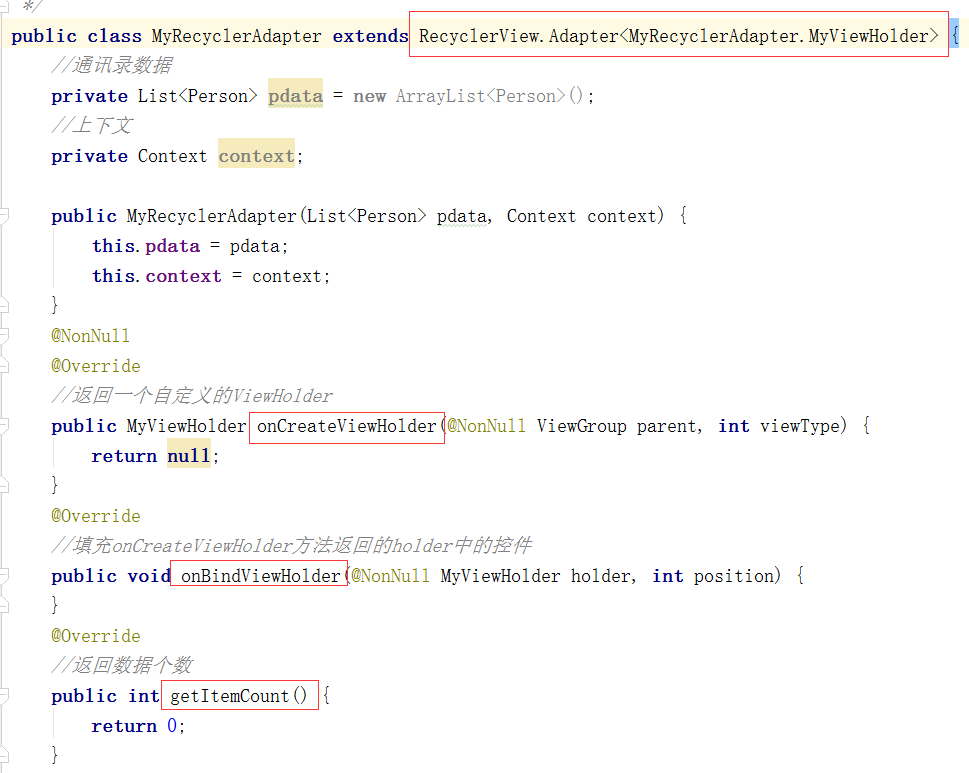 */
public class MyRecyclerAdapter extends RecyclerView.Adapter<MyRecyclerAdapter.MyViewHolder> {
//通讯录数据
private List<Person> pdata = new ArrayList<Person>();
//上下文
private Context context;
public MyRecyclerAdapter(List<Person> pdata, Context context) {
this.pdata = pdata;
this.context = context;
}
@NonNull
@Override
//返回一个自定义的ViewHolder
public MyViewHolder onCreateViewHolder(@NonNull ViewGroup parent, int viewType) {
return null;
}
@Override
//填充onCreateViewHolder方法返回的holder中的控件
public void onBindViewHolder(@NonNull MyViewHolder holder, int position) {
}
@Override
//返回数据个数
public int getItemCount() {
return 0;
}